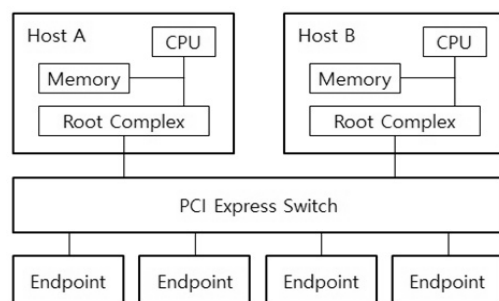 Host A
CPU
Memory
Root Complex
Host B
CPU
Memory
Root Complex
PCI Express Switch
Endpoint
Endpoint
Endpoint
Endpoint